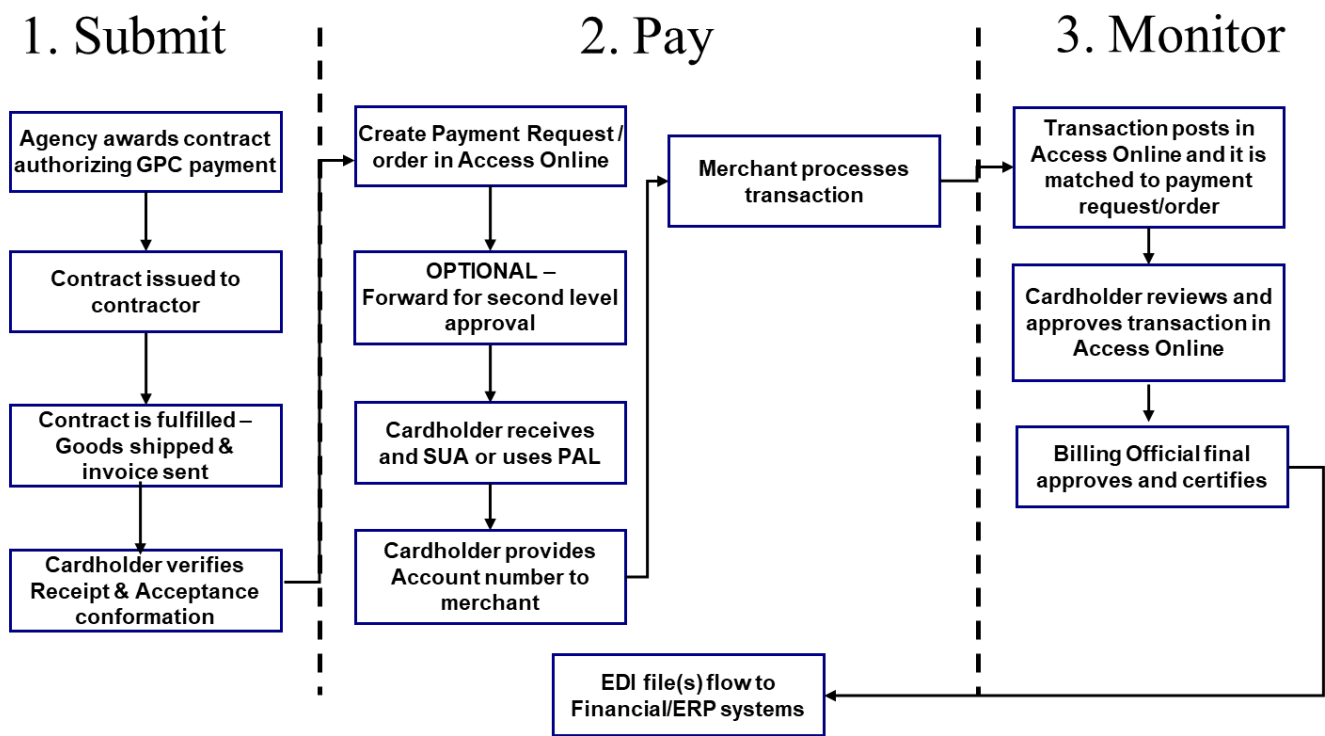 1. Submit
2. Pay
3. Monitor
Agency awards contract
authorizing GPC payment
Contract issued to
contractor
Contract is fulfilled –
Goods shipped &
invoice sent
Cardholder verifies
Receipt & Acceptance
conformation
Create Payment Request /
order in Access Online
OPTIONAL –
Forward for second level
approval
Cardholder receives
and SUA or uses PAL
Cardholder provides
Account number to
merchant
Merchant processes
transaction
Transaction posts in
Access Online and it is
matched to payment
request/order
Cardholder reviews and
approves transaction in
Access Online
Billing Official final
approves and certifies
EDI file(s) flow to
Financial/ERP systems